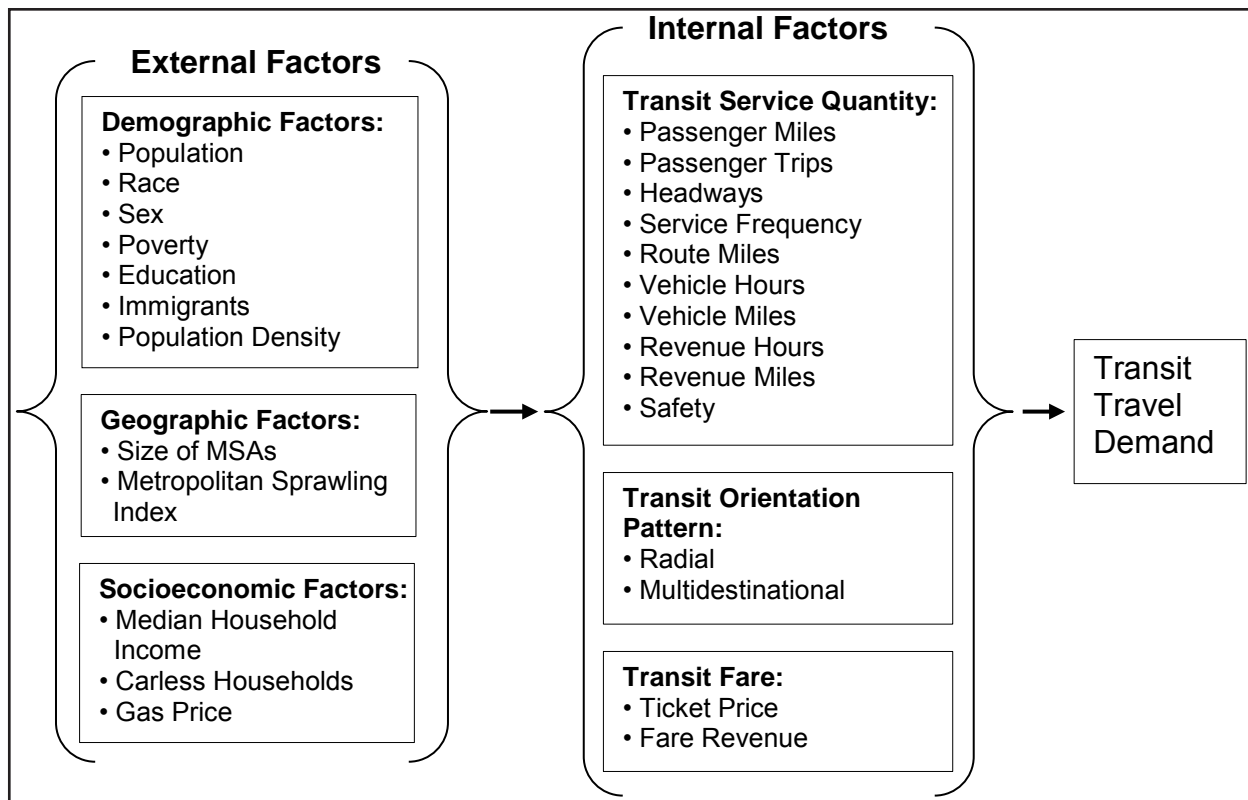 External Factors
Demographic Factors:
• Population
• Race
• Sex
• Poverty
• Education
• Immigrants
• Population Density
Geographic Factors:
• Size of MSAs
• Metropolitan Sprawling
Index
Socioeconomic Factors:
• Median Household
Income
• Carless Households
• Gas Price
Internal Factors
Transit Service Quantity:
• Passenger Miles
• Passenger Trips
• Headways
• Service Frequency
• Route Miles
• Vehicle Hours
• Vehicle Miles
• Revenue Hours
• Revenue Miles
• Safety
Transit Orientation
Pattern:
• Radial
• Multidestinational
Transit Fare:
• Ticket Price
• Fare Revenue
Transit
Travel
Demand